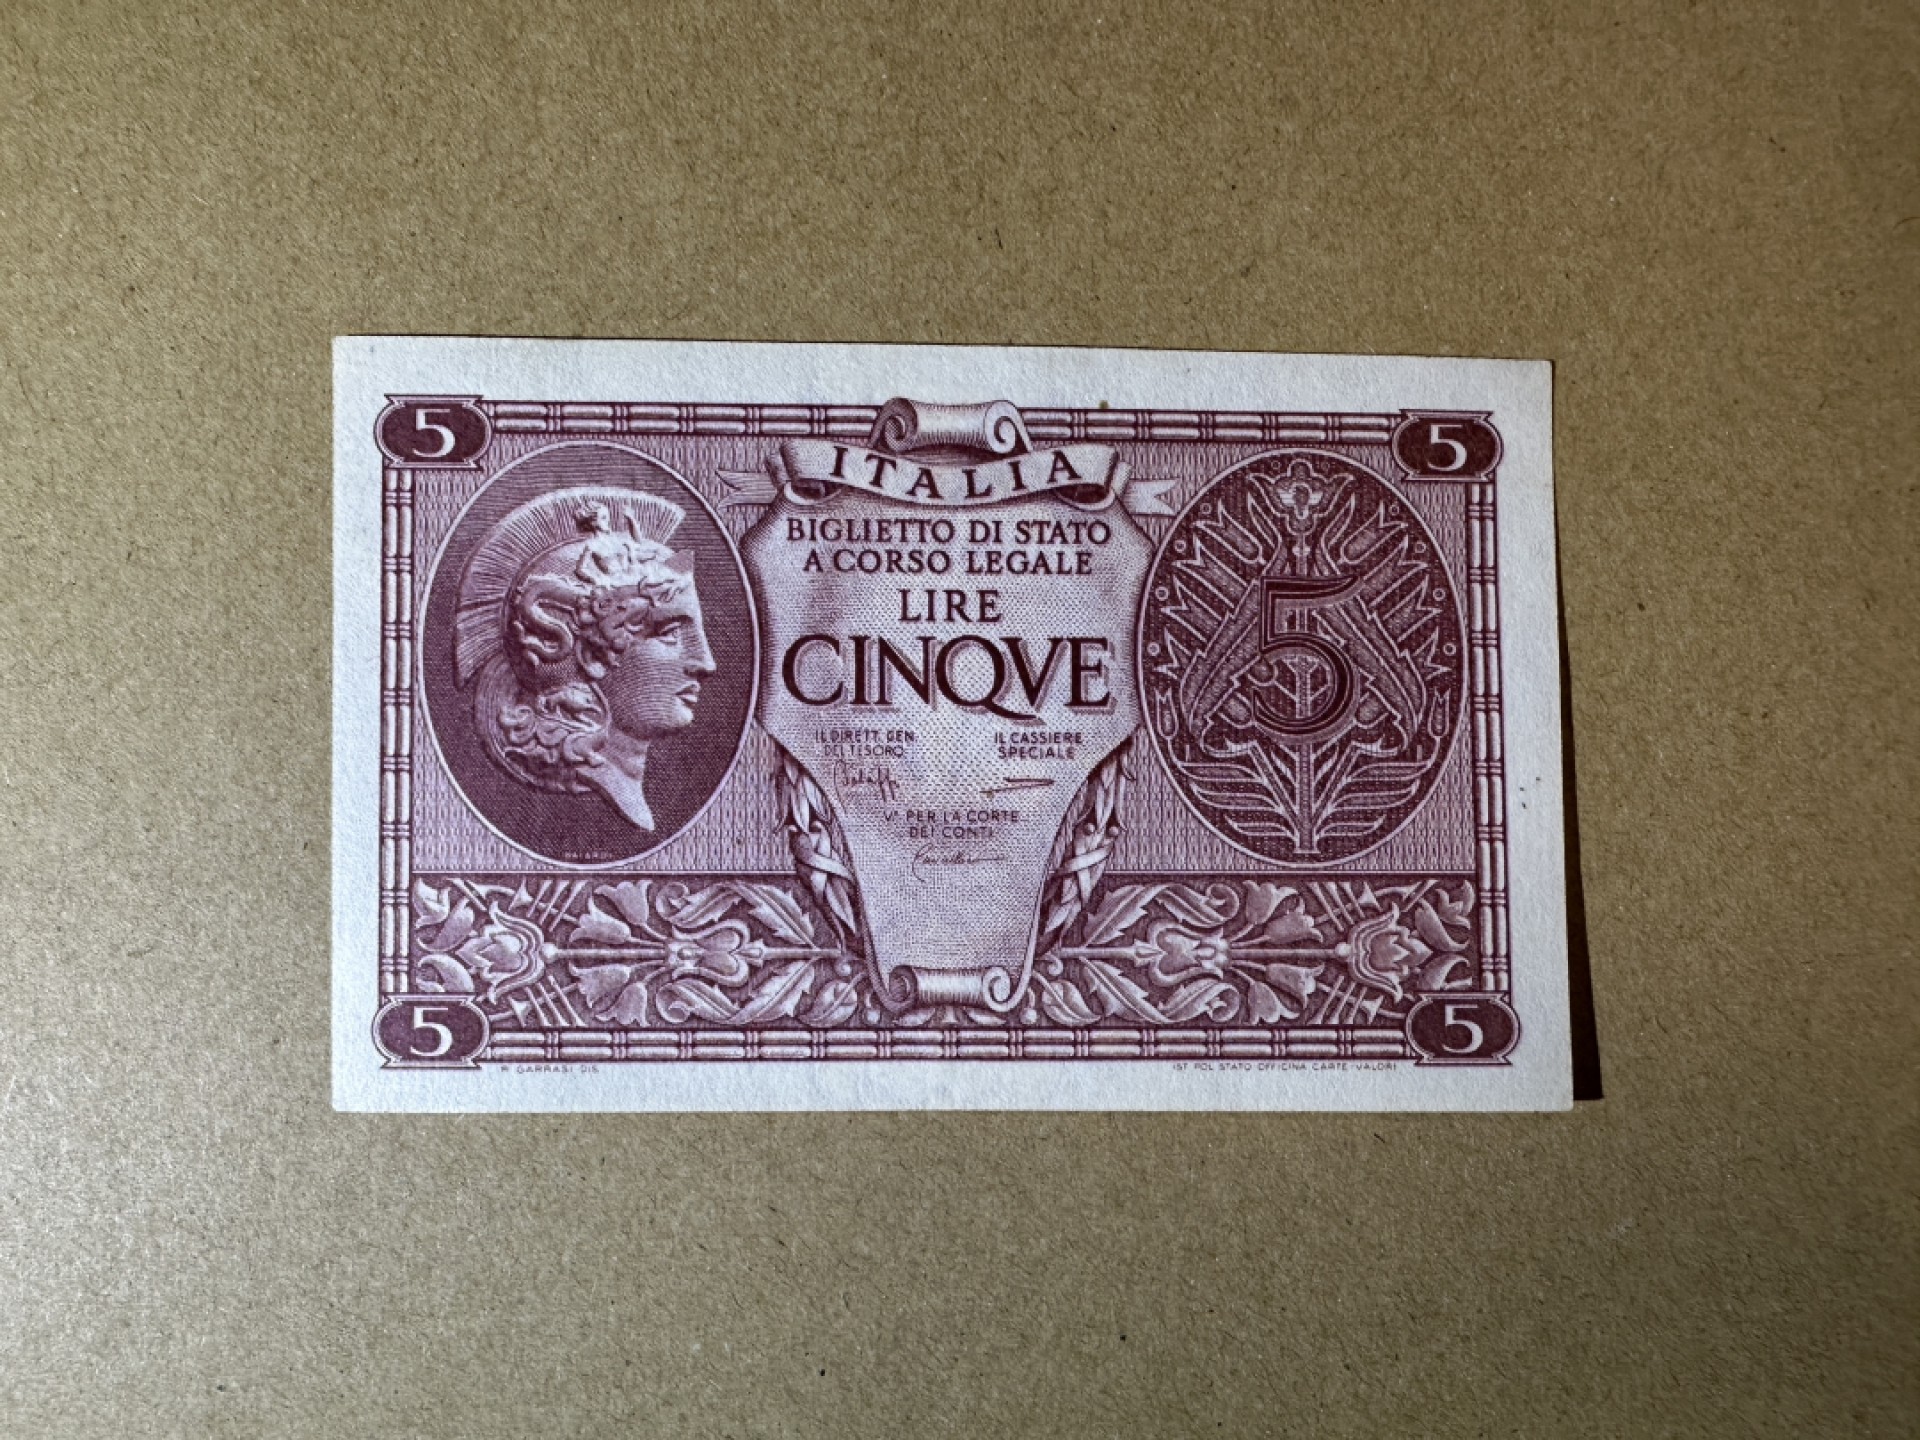 5
5
ITALIA
BIGLIETTO DI STATO
A CORSO LEGALE
LIRE
CINQVE
5
IL DIRETT. GEN.
DEL TESORO
IL CASSIERE
SPECIALE
Vº PER LA CORTE
DEI CONTI
5
5
R. GARRASI DIS.
IST. POL. STATO OFFICINA CARTE-VALORI